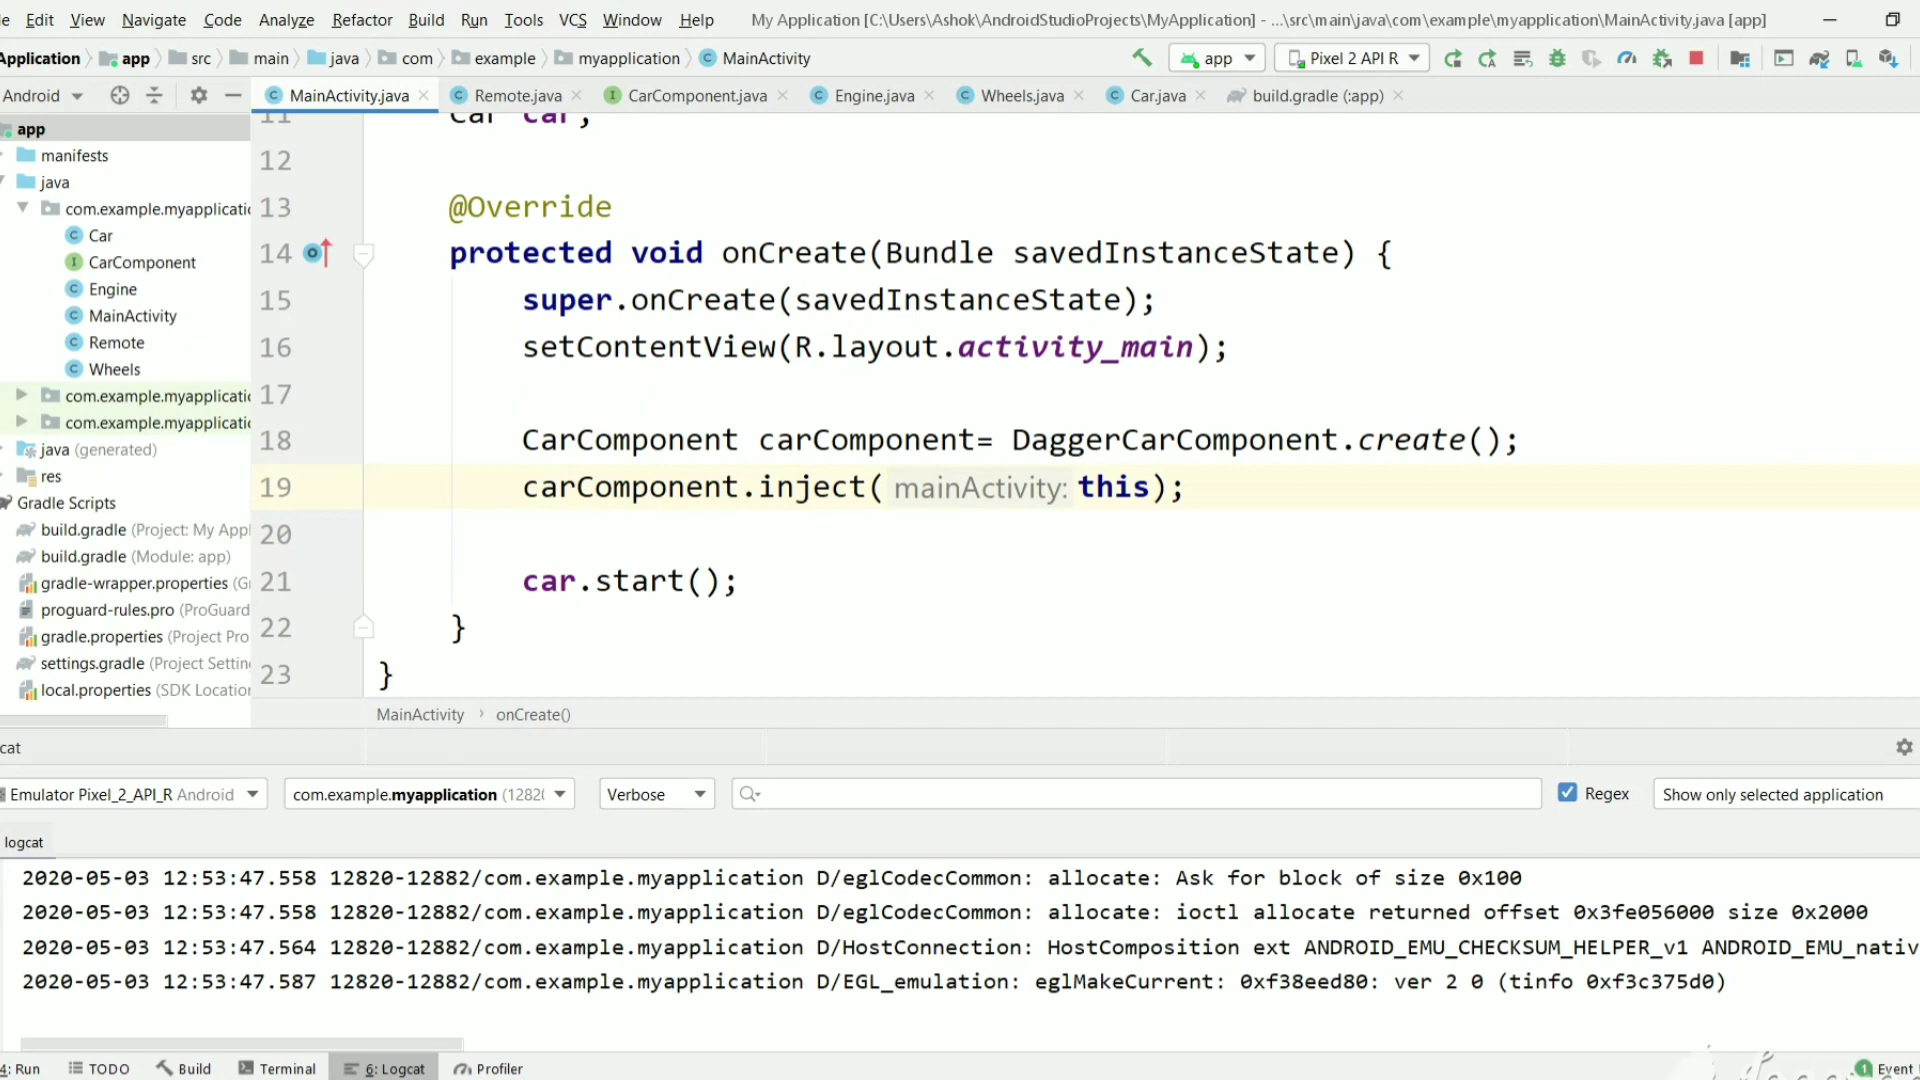 Edit View Navigate Code Analyze Refactor Build Run Tools VCS Window Help My Application [C:\Users\Ashok\AndroidStudioProjects\MyApplication] - ...\src\main\java\com\example\myapplication\MainActivity.java [app]
Application app src main java com example myapplication MainActivity app Pixel 2 API R
Android MainActivity.java Remote.java CarComponent.java Engine.java Wheels.java Car.java build.gradle (:app)
app
manifests
java
com.example.myapplicatio
Car
CarComponent
Engine
MainActivity
Remote
Wheels
com.example.myapplicatio
com.example.myapplicatio
java (generated)
res
Gradle Scripts
build.gradle (Project: My Appl
build.gradle (Module: app)
gradle-wrapper.properties (G
proguard-rules.pro (ProGuard
gradle.properties (Project Pro
settings.gradle (Project Settin
local.properties (SDK Location
11 Car car;
12
13 @Override
14 protected void onCreate(Bundle savedInstanceState) {
15 super.onCreate(savedInstanceState);
16 setContentView(R.layout.activity_main);
17
18 CarComponent carComponent= DaggerCarComponent.create();
19 carComponent.inject( mainActivity: this);
20
21 car.start();
22 }
23 }
MainActivity › onCreate()
cat
Emulator Pixel_2_API_R Android com.example.myapplication (1282( Verbose Regex Show only selected application
logcat
2020-05-03 12:53:47.558 12820-12882/com.example.myapplication D/eglCodecCommon: allocate: Ask for block of size 0x100
2020-05-03 12:53:47.558 12820-12882/com.example.myapplication D/eglCodecCommon: allocate: ioctl allocate returned offset 0x3fe056000 size 0x2000
2020-05-03 12:53:47.564 12820-12882/com.example.myapplication D/HostConnection: HostComposition ext ANDROID_EMU_CHECKSUM_HELPER_v1 ANDROID_EMU_nativ
2020-05-03 12:53:47.587 12820-12882/com.example.myapplication D/EGL_emulation: eglMakeCurrent: 0xf38eed80: ver 2 0 (tinfo 0xf3c375d0)
4: Run TODO Build Terminal 6: Logcat Profiler 1 Event